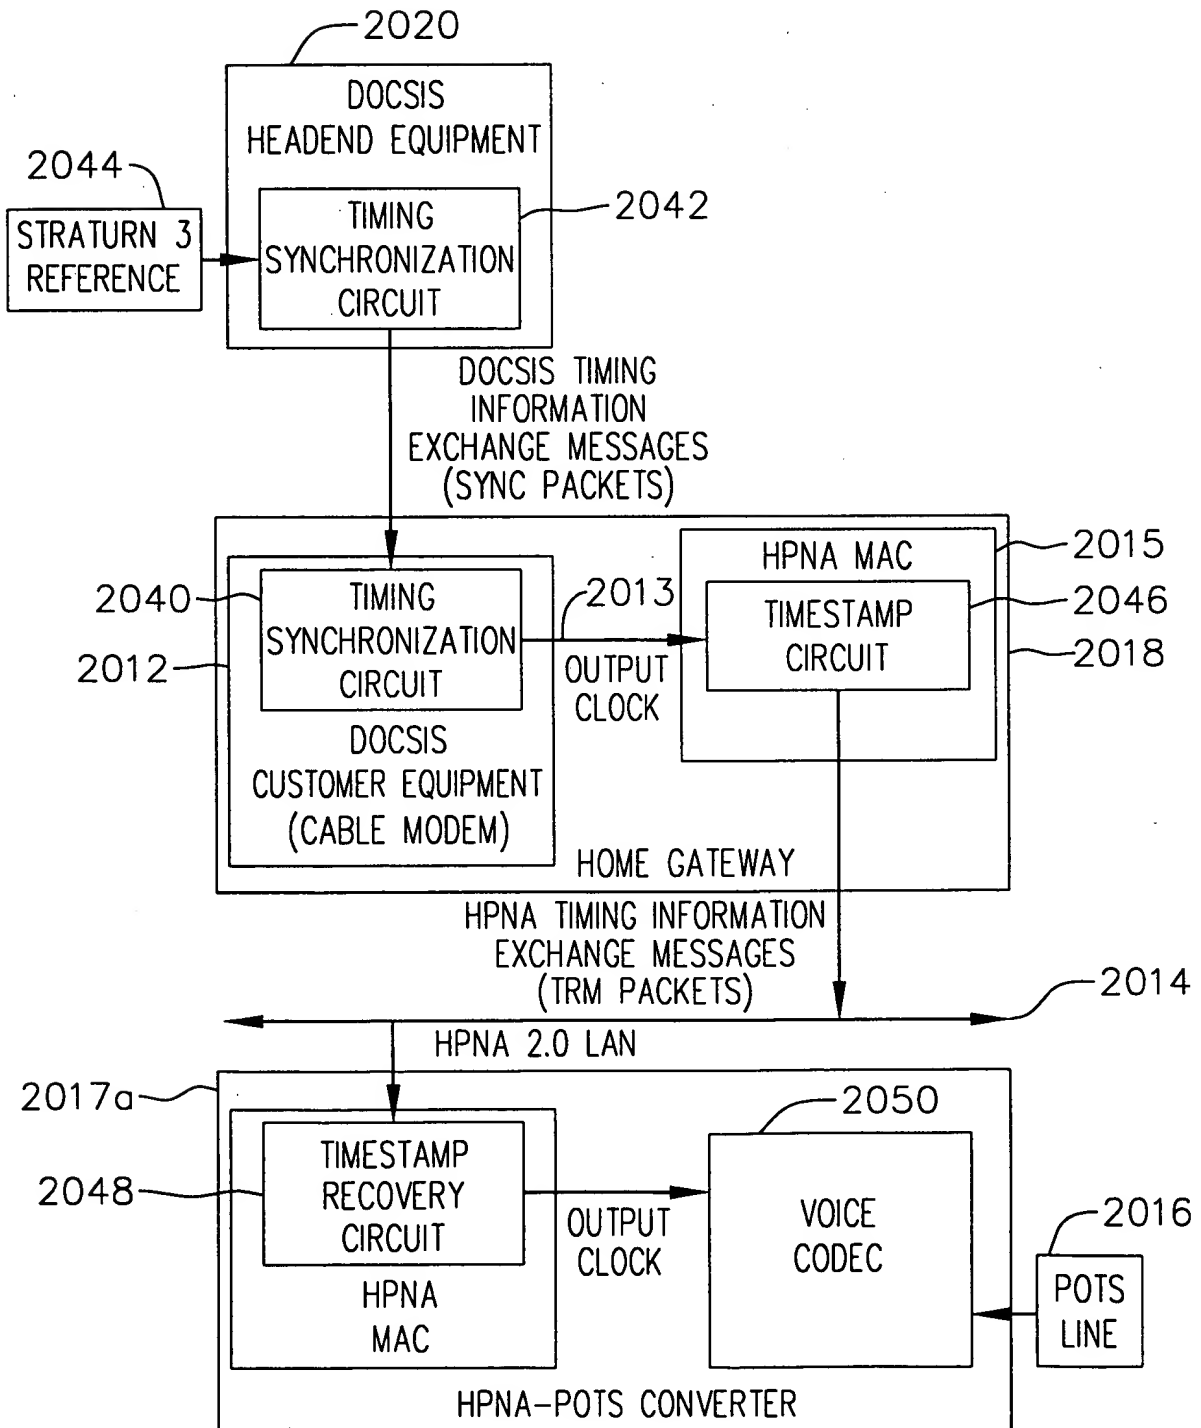 2020
DOCSIS
HEADEND EQUIPMENT
2044
2042
STRATURN 3
REFERENCE
TIMING
SYNCHRONIZATION
CIRCUIT
DOCSIS TIMING
INFORMATION
EXCHANGE MESSAGES
(SYNC PACKETS)
HPNA MAC
2015
2040
TIMING
SYNCHRONIZATION
CIRCUIT
2013
OUTPUT
CLOCK
TIMESTAMP
CIRCUIT
2046
2018
2012
DOCSIS
CUSTOMER EQUIPMENT
(CABLE MODEM)
HOME GATEWAY
HPNA TIMING INFORMATION
EXCHANGE MESSAGES
(TRM PACKETS)
2014
HPNA 2.0 LAN
2017a
2050
2048
TIMESTAMP
RECOVERY
CIRCUIT
OUTPUT
CLOCK
VOICE
CODEC
2016
POTS
LINE
HPNA
MAC
HPNA-POTS CONVERTER